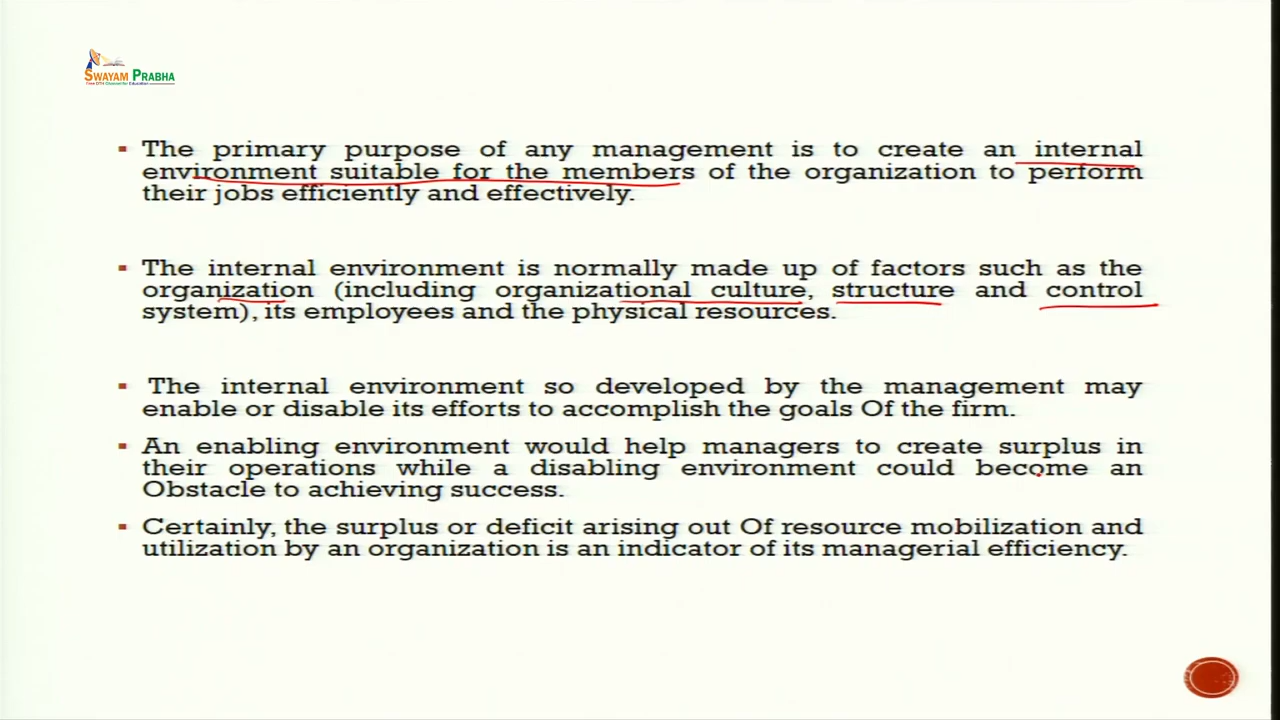 SWAYAM PRABHA
Free DTH Channel for Education
▪ The primary purpose of any management is to create an internal
environment suitable for the members of the organization to perform
their jobs efficiently and effectively.
▪ The internal environment is normally made up of factors such as the
organization (including organizational culture, structure and control
system), its employees and the physical resources.
▪ The internal environment so developed by the management may
enable or disable its efforts to accomplish the goals Of the firm.
▪ An enabling environment would help managers to create surplus in
their operations while a disabling environment could become an
Obstacle to achieving success.
▪ Certainly, the surplus or deficit arising out Of resource mobilization and
utilization by an organization is an indicator of its managerial efficiency.